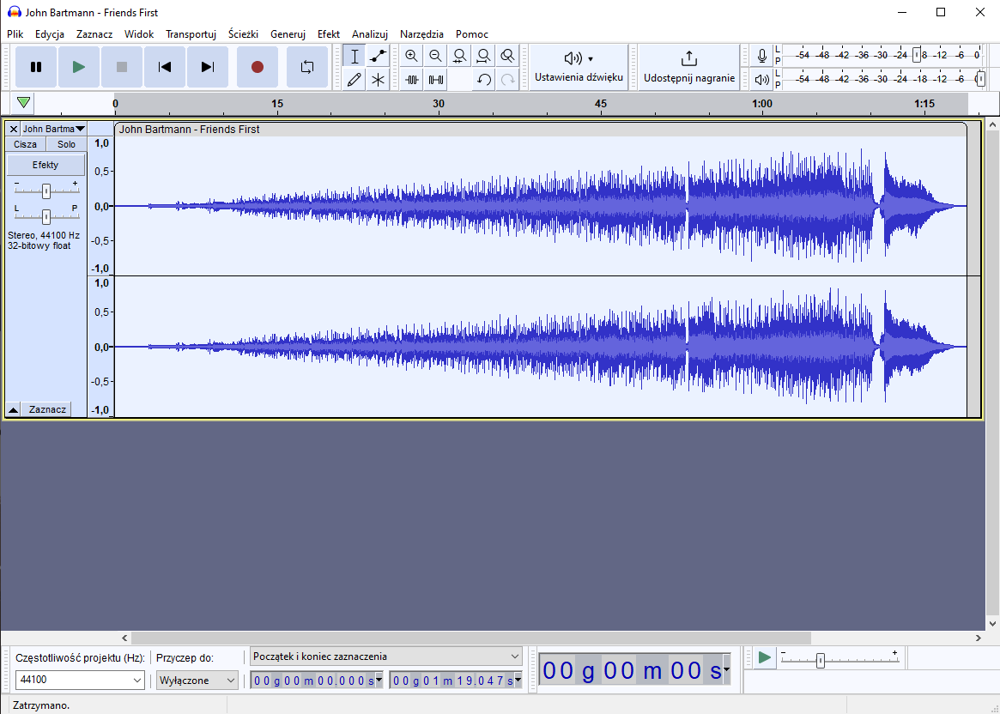 John Bartmann - Friends First
Plik Edycja Zaznacz Widok Transportuj Ścieżki Generuj Efekt Analizuj Narzędzia Pomoc
Ustawienia dźwięku
Udostępnij nagranie
L
P
-54 -48 -42 -36 -30 -24 8 -12 -6 0
L
P
-54 -48 -42 -36 -30 -24 -18 -12 -6 0
0 15 30 45 1:00 1:15
John Bartma
John Bartmann - Friends First
Cisza Solo
Efekty
- +
L P
Stereo, 44100 Hz
32-bitowy float
1,0
0,5
0,0
-0,5
-1,0
1,0
0,5
0,0
-0,5
-1,0
Zaznacz
Częstotliwość projektu (Hz):
44100
Przyczep do:
Wyłączone
Początek i koniec zaznaczenia
00 g 00 m 00.000 s
00 g 01 m 19.047 s
00 g 00 m 00 s
- +
Zatrzymano.